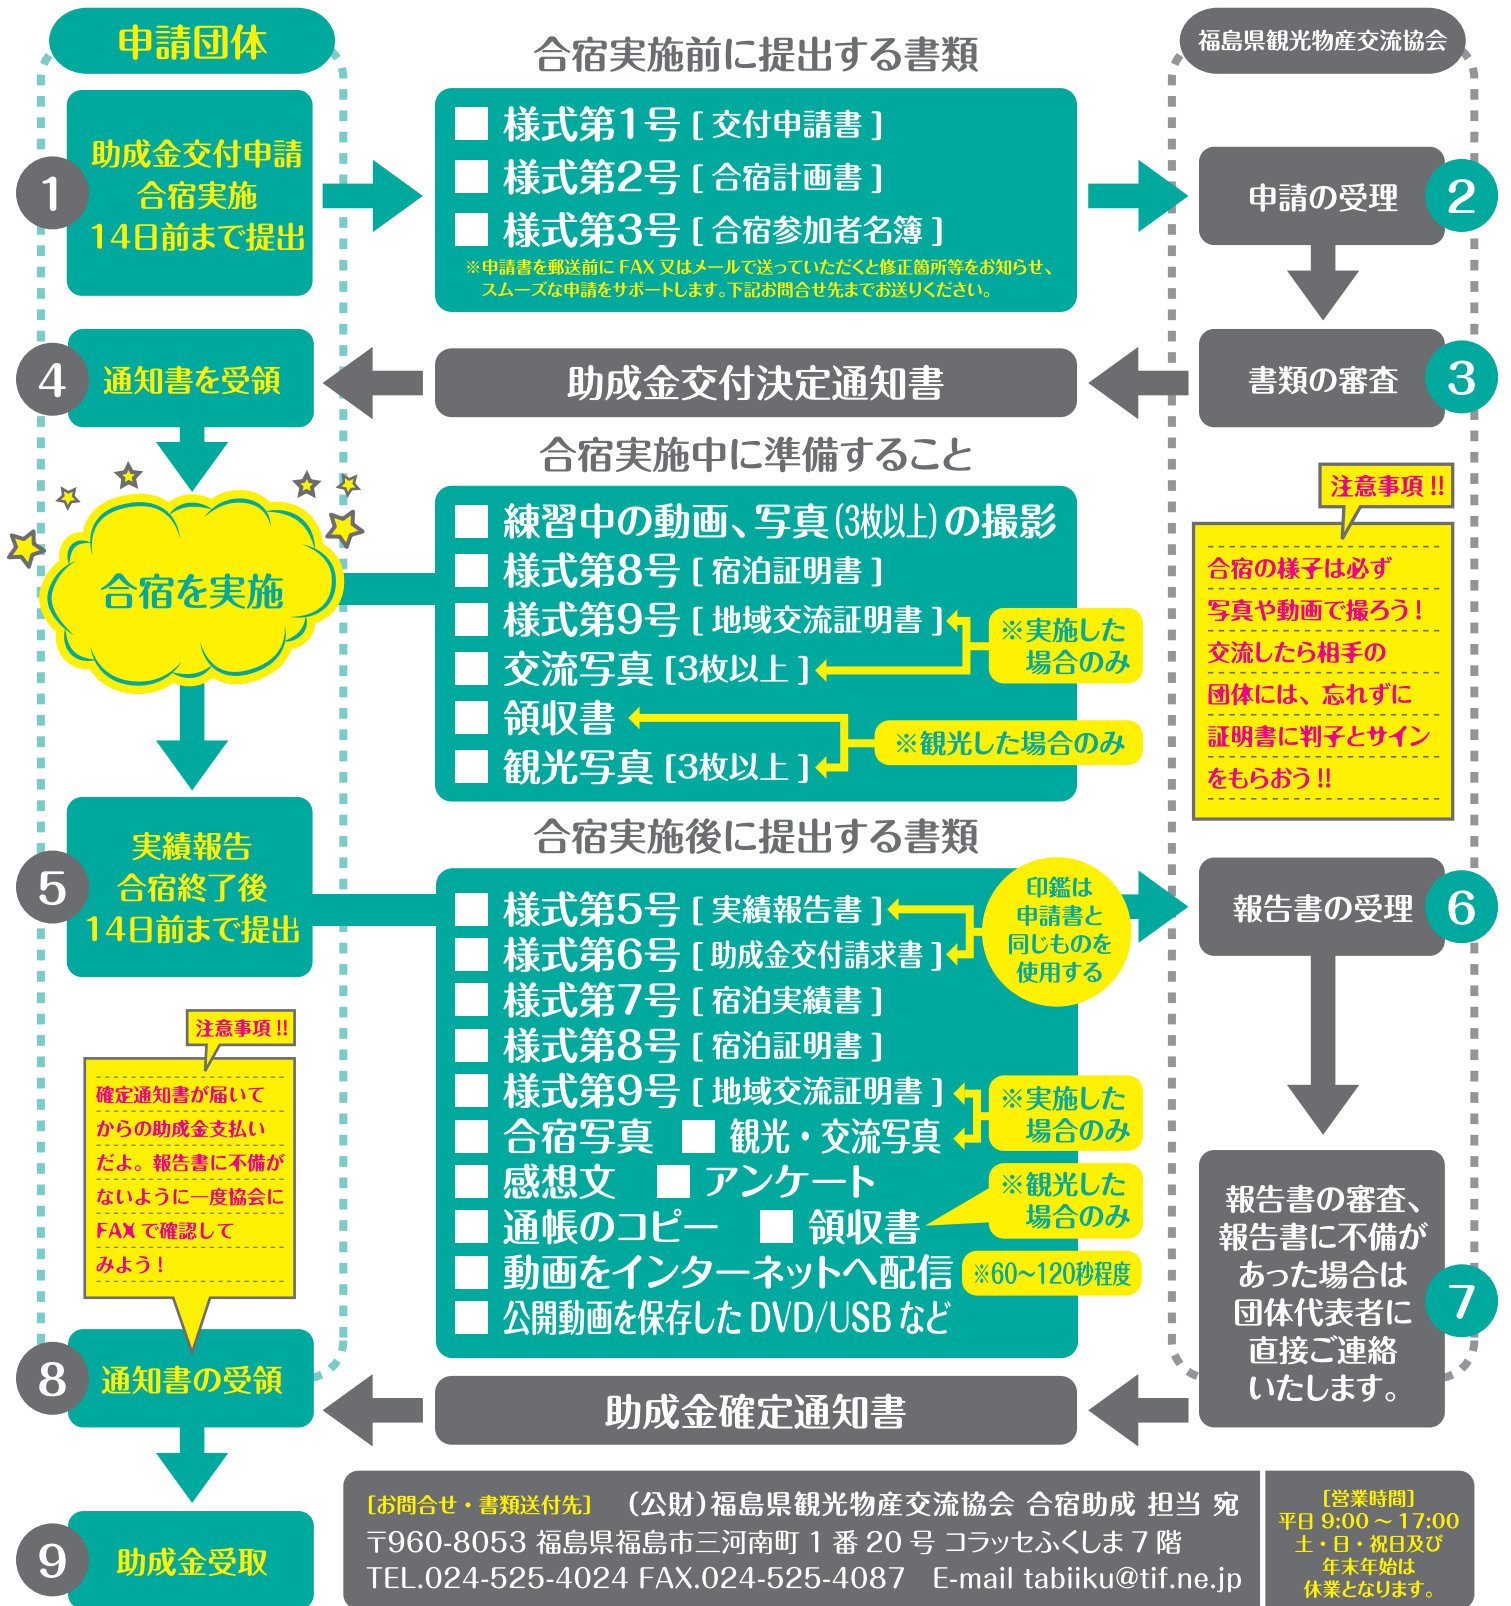 申請団体
福島県観光物産交流協会
合宿実施前に提出する書類
1
助成金交付申請
合宿実施
14日前まで提出
様式第1号 [ 交付申請書 ]
様式第2号 [ 合宿計画書 ]
様式第3号 [ 合宿参加者名簿 ]
※申請書を郵送前に FAX 又はメールで送っていただくと修正箇所等をお知らせ、
スムーズな申請をサポートします。下記お問合せ先までお送りください。
申請の受理
2
4
通知書を受領
助成金交付決定通知書
書類の審査
3
合宿を実施
合宿実施中に準備すること
練習中の動画、写真(3枚以上)の撮影
様式第8号 [ 宿泊証明書 ]
様式第9号 [ 地域交流証明書 ]
交流写真 [3枚以上 ]
※実施した
場合のみ
領収書
観光写真 [3枚以上 ]
※観光した場合のみ
注意事項 !!
合宿の様子は必ず
写真や動画で撮ろう!
交流したら相手の
団体には、忘れずに
証明書に判子とサイン
をもらおう !!
5
実績報告
合宿終了後
14日前まで提出
合宿実施後に提出する書類
様式第5号 [ 実績報告書 ]
様式第6号 [ 助成金交付請求書 ]
印鑑は
申請書と
同じものを
使用する
様式第7号 [ 宿泊実績書 ]
様式第8号 [ 宿泊証明書 ]
様式第9号 [ 地域交流証明書 ]
合宿写真 観光・交流写真
※実施した
場合のみ
感想文 アンケート
通帳のコピー 領収書
※観光した
場合のみ
動画をインターネットへ配信
※60〜120秒程度
公開動画を保存した DVD/USB など
報告書の受理
6
報告書の審査、
報告書に不備が
あった場合は
団体代表者に
直接ご連絡
いたします。
7
注意事項 !!
確定通知書が届いて
からの助成金支払い
だよ。報告書に不備が
ないように一度協会に
FAX で確認して
みよう!
8
通知書の受領
助成金確定通知書
9
助成金受取
[お問合せ・書類送付先] (公財)福島県観光物産交流協会 合宿助成 担当 宛
〒960-8053 福島県福島市三河南町 1 番 20 号 コラッセふくしま 7 階
TEL.024-525-4024 FAX.024-525-4087 E-mail tabiiku@tif.ne.jp
[営業時間]
平日 9:00 〜 17:00
土・日・祝日及び
年末年始は
休業となります。